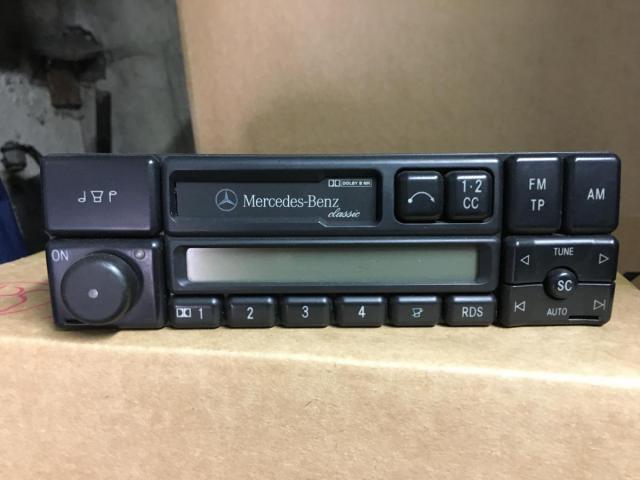 DOLBY B NR
Mercedes-Benz
classic
1·2
CC
FM
TP
AM
ON
TUNE
SC
AUTO
1
2
3
4
RDS